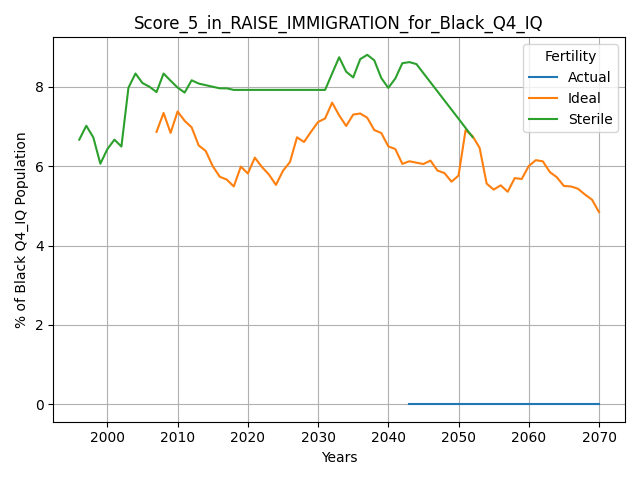 Score_5_in_RAISE_IMMIGRATION_for_Black_Q4_IQ
Fertility
Actual
Ideal
Sterile
% of Black Q4_IQ Population
8
6
4
2
0
2000 2010 2020 2030 2040 2050 2060 2070
Years